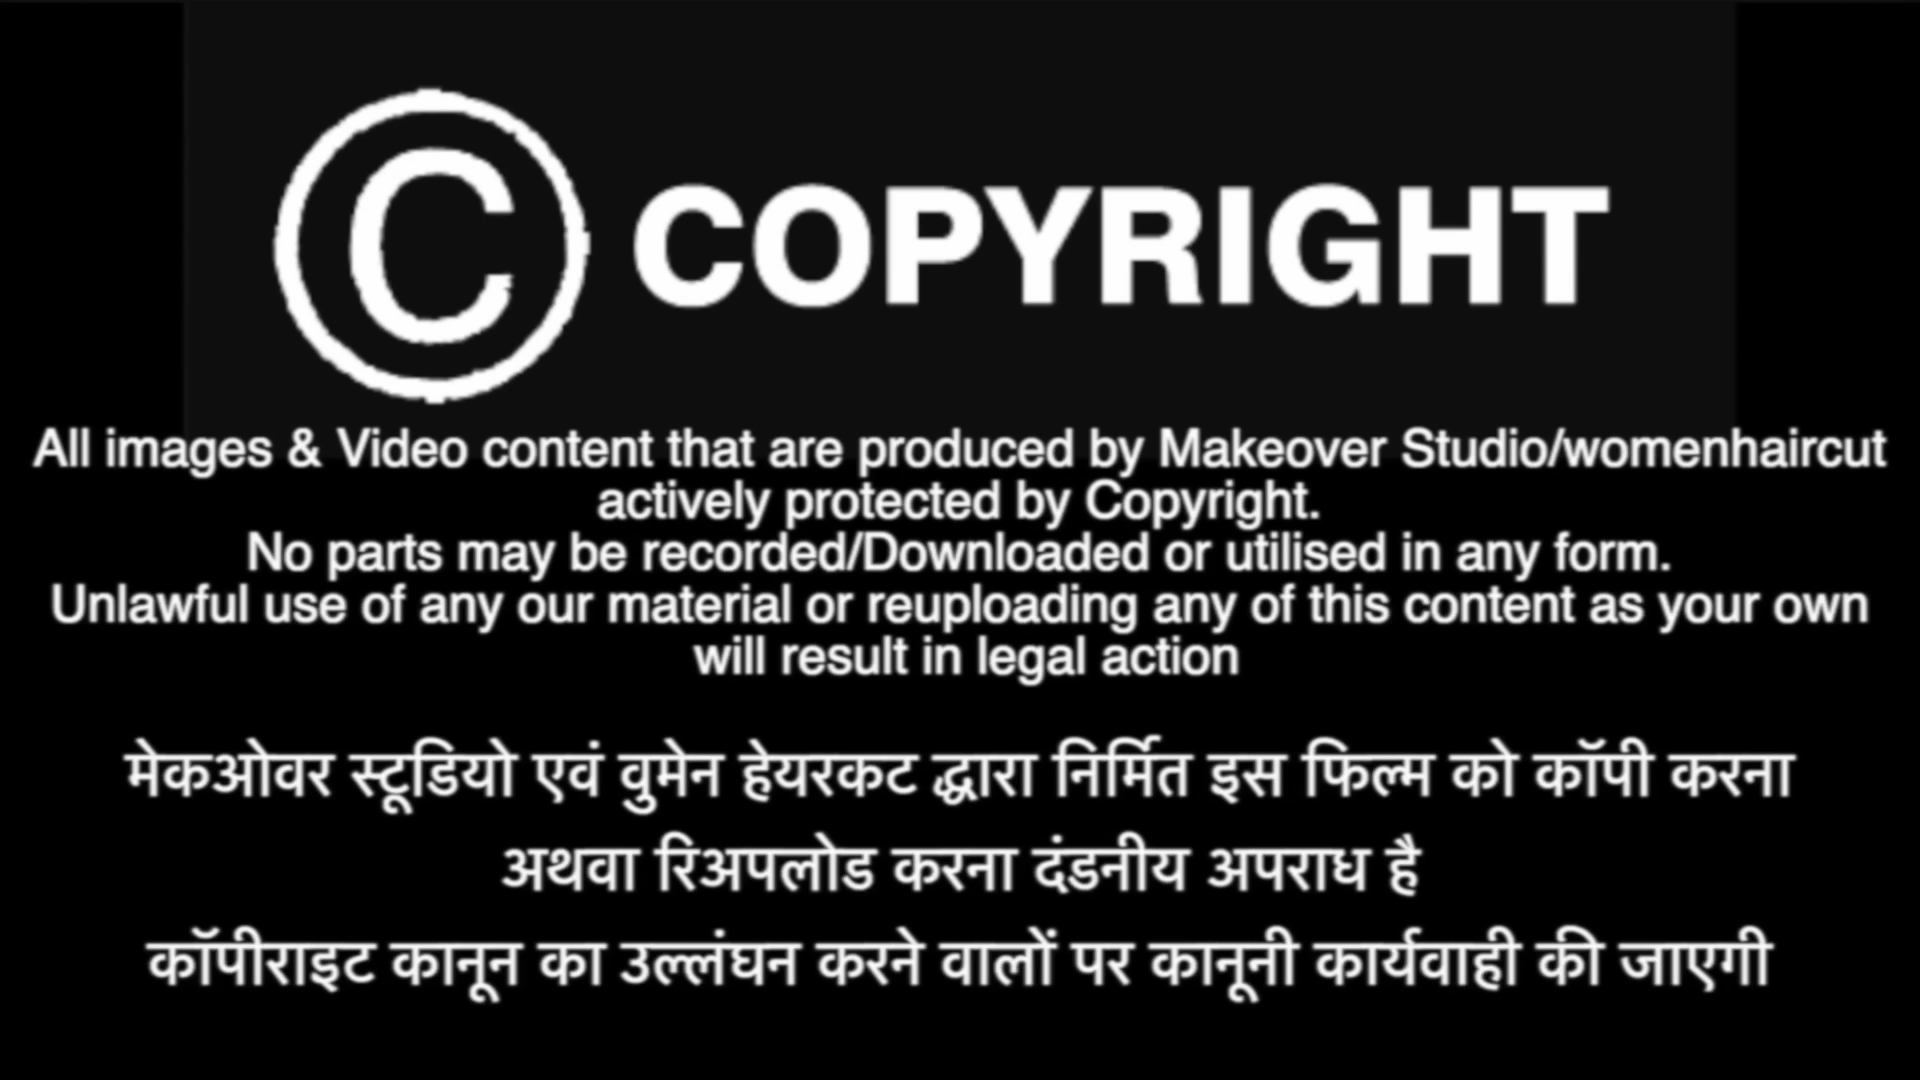 © COPYRIGHT
All images & Video content that are produced by Makeover Studio/womenhaircut
actively protected by Copyright.
No parts may be recorded/Downloaded or utilised in any form.
Unlawful use of any our material or reuploading any of this content as your own
will result in legal action
मेकओवर स्टूडियो एवं वुमेन हेयरकट द्धारा निर्मित इस फिल्म को कॉपी करना
अथवा रिअपलोड करना दंडनीय अपराध है
कॉपीराइट कानून का उल्लंघन करने वालों पर कानूनी कार्यवाही की जाएगी